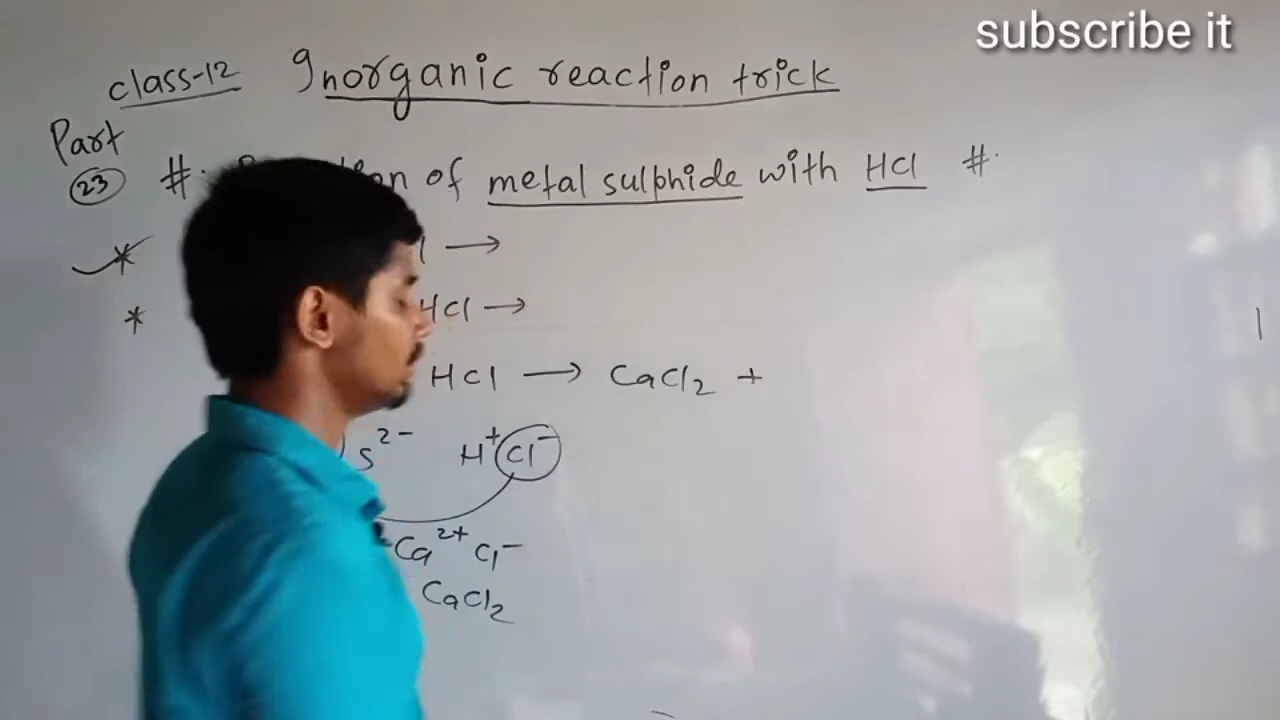 subscribe it
class-12 Inorganic reaction trick
Part
23 # of metal sulphide with HCl #
* →
* HCl →
HCl → CaCl₂ +
S²⁻ H⁺Cl⁻
Ca²⁺ Cl⁻
CaCl₂